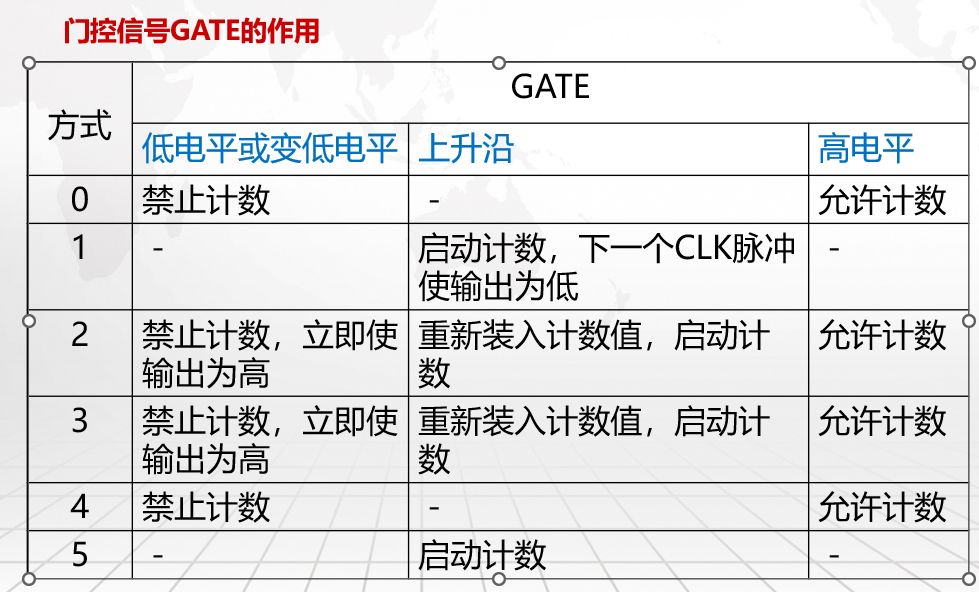 门控信号GATE的作用
方式
GATE
低电平或变低电平 上升沿 高电平
0 禁止计数 - 允许计数
1 - 启动计数，下一个CLK脉冲 -
使输出为低
2 禁止计数，立即使 重新装入计数值，启动计 允许计数
输出为高 数
3 禁止计数，立即使 重新装入计数值，启动计 允许计数
输出为高 数
4 禁止计数 - 允许计数
5 - 启动计数 -